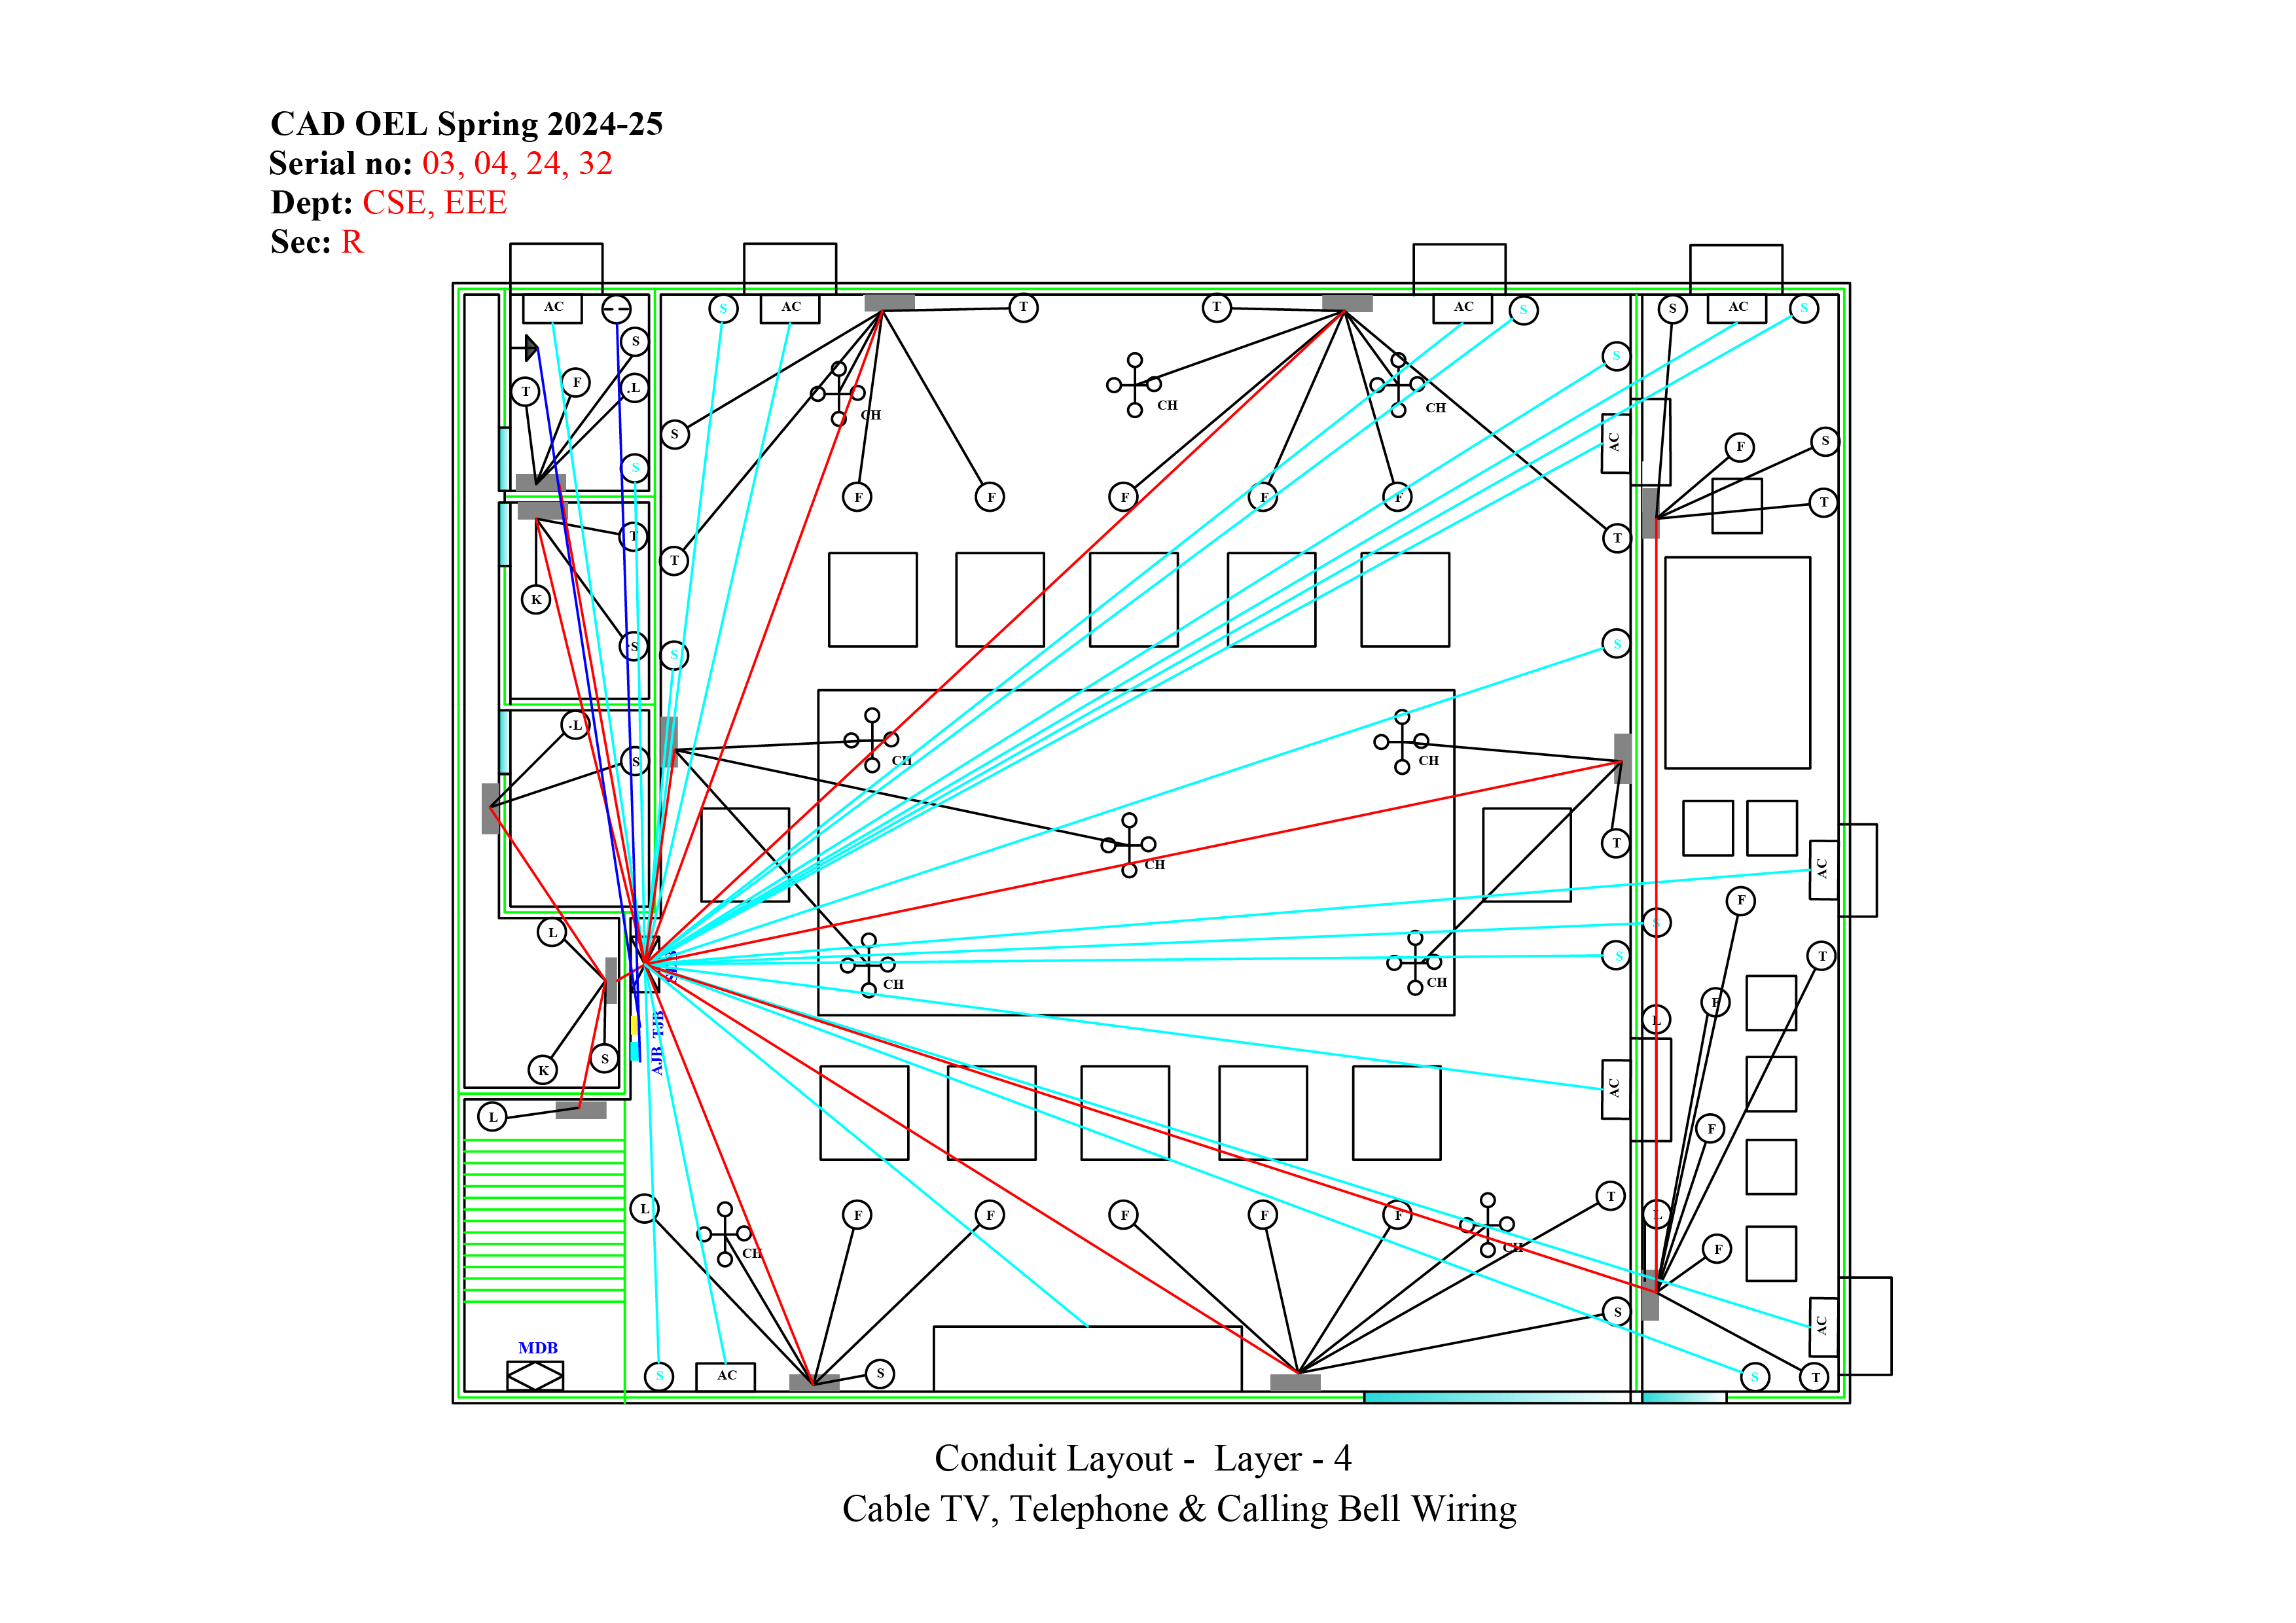 CAD OEL Spring 2024-25
Serial no: 03, 04, 24, 32
Dept: CSE, EEE
Sec: R
AC S AC T T AC S S AC S
S
S
T F .L
CH CH CH
AC
S F S
S
F F F F F T
T
T
T
K
S S S
.L
S CH CH
CH T
AC
F
L S
CH CH S T
F
L
AJB TJB
K S
AC
L
F
L CH F F F F F CH T L
F
S
AC
MDB
S AC S S T
Conduit Layout - Layer - 4
Cable TV, Telephone & Calling Bell Wiring